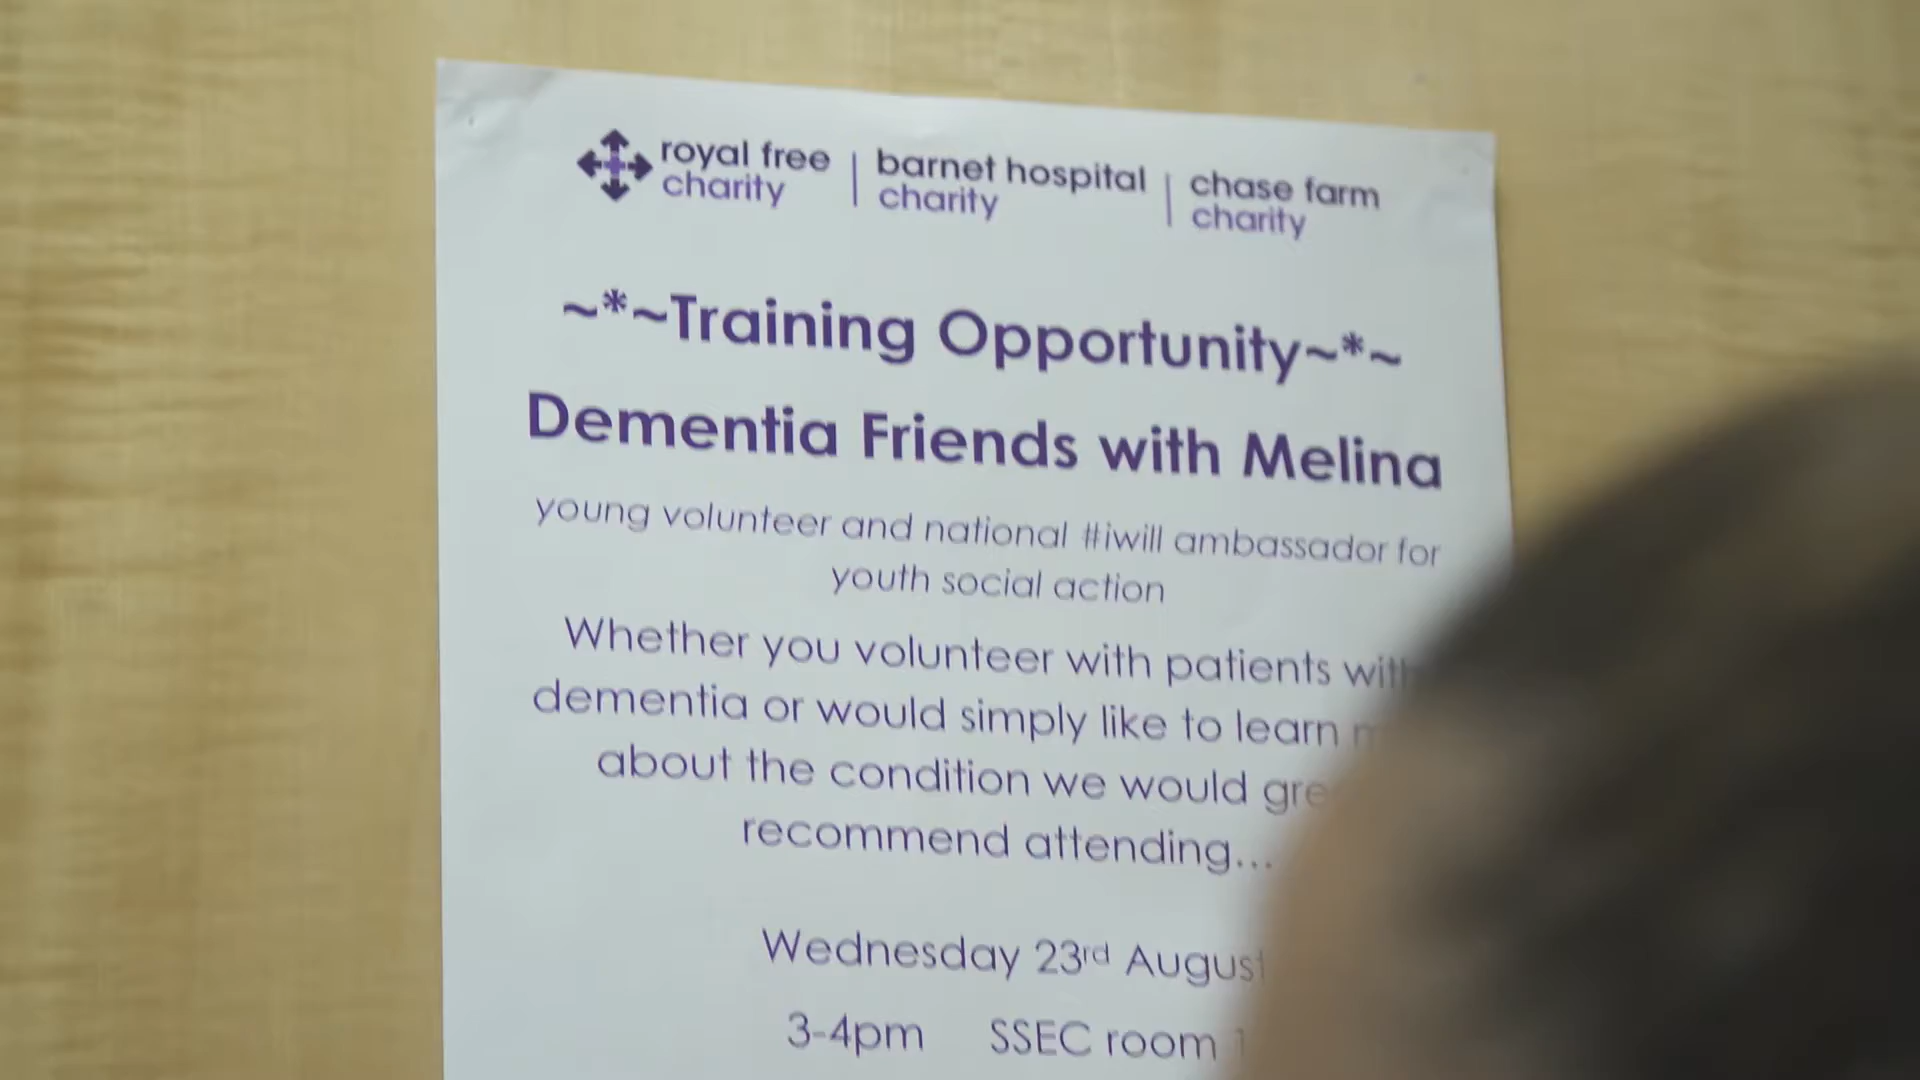 royal free charity | barnet hospital charity | chase farm charity
~*~Training Opportunity~*~
Dementia Friends with Melina
young volunteer and national #iwill ambassador for
youth social action
Whether you volunteer with patients with
dementia or would simply like to learn
about the condition we would
recommend attending...
Wednesday 23rd August
3-4pm SSEC room